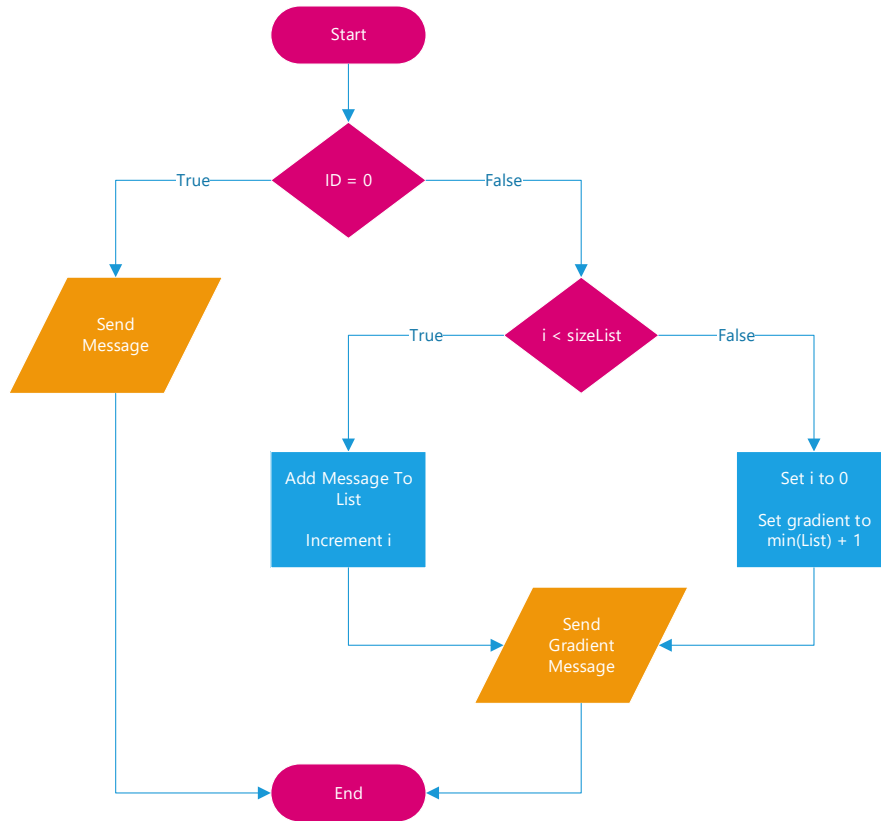 Start
ID = 0
True
False
Send
Message
i < sizeList
True
False
Add Message To
List
Increment i
Set i to 0
Set gradient to
min(List) + 1
Send
Gradient
Message
End